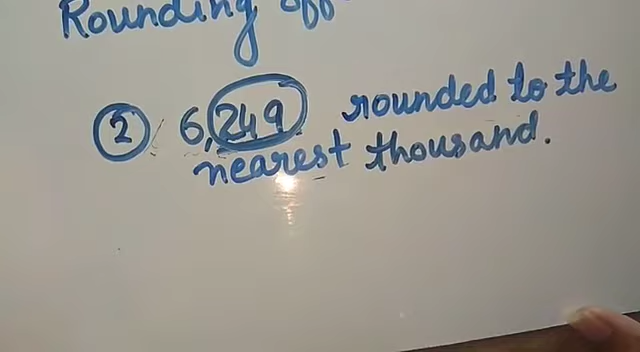 Rounding off
2 6,249 rounded to the
nearest thousand.